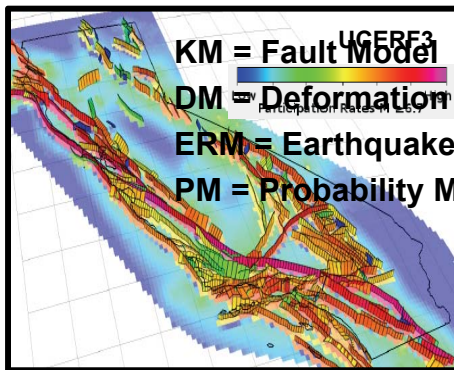 UCERF3
KM = Fault Model
Low High
DM = Deformation
Participation Rates M ≥6.7
ERM = Earthquake
PM = Probability M